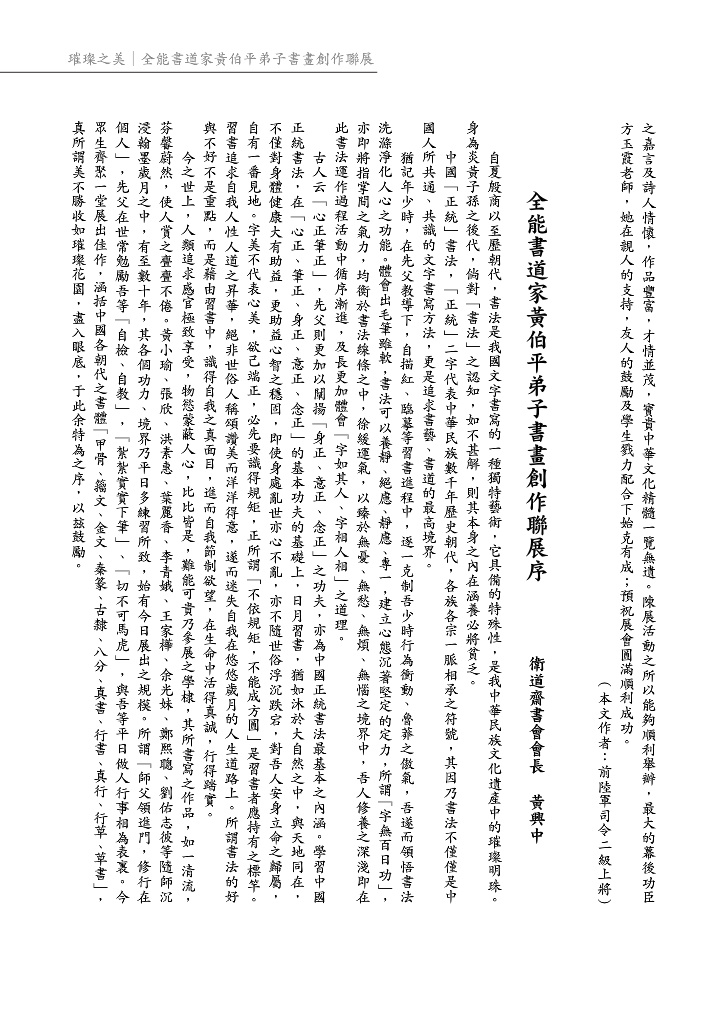 璀璨之美│全能書道家黃伯平弟子書畫創作聯展
之嘉言及詩人情懷，作品豐富，才情並茂，實貴中華文化精髓一覽無遺。陳展活動之所以能夠順利舉辦，最大的幕後功臣
方玉霞老師，她在親人的支持，友人的鼓勵及學生戮力配合下始克有成；預祝展會圓滿順利成功。
（本文作者：前陸軍司令二級上將）
全能書道家黃伯平弟子書畫創作聯展序
衛道齋書會會長　黃興中
自夏殷商以至歷朝代，書法是我國文字書寫的一種獨特藝術，它具備的特殊性，是我中華民族文化遺產中的璀璨明珠。
身為炎黃子孫之後代，倘對「書法」之認知，如不甚解，則其本身之內在涵養必將貧乏。
中國「正統」書法，「正統」二字代表中華民族數千年歷史朝代，各族各宗一脈相承之符號，其因乃書法不僅僅是中
國人所共通、共識的文字書寫方法，更是追求書藝、書道的最高境界。
猶記年少時，在先父教導下，自描紅、臨摹等習書進程中，逐一克制吾少時行為衝動、魯莽之傲氣，吾遂而領悟書法
洗滌淨化人心之功能。體會出毛筆雖軟，書法可以養靜、絕慮、靜慮、專一，建立心態沉著堅定的定力，所謂「字無百日功」，
亦即將指掌間之氣力，均衡於書法線條之中，徐緩運氣，以臻於無憂、無愁、無煩、無惱之境界中，吾人修養之深淺即在
此書法運作過程活動中循序漸進，及長更加體會「字如其人、字相人相」之道理。
古人云「心正筆正」，先父則更加以闡揚「身正、意正、念正」之功夫，亦為中國正統書法最基本之內涵。學習中國
正統書法，在「心正、筆正、身正、意正、念正」的基本功夫的基礎上，日月習書，猶如沐於大自然之中，與天地同在，
不僅對身體健康大有助益，更助益心智之穩固，即使身處亂世亦心不亂，亦不隨世俗浮沉跌宕，對吾人安身立命之歸屬，
自有一番見地。字美不代表心美，欲己端正，必先要識得規矩，正所謂「不依規矩，不能成方圓」是習書者應持有之標竿。
習書追求自我人性人道之昇華，絕非世俗人稱頌讚美而洋洋得意，遂而迷失自我在悠悠歲月的人生道路上。所謂書法的好
與不好不是重點，而是藉由習書中，識得自我之真面目，進而自我節制欲望，在生命中活得真誠，行得踏實。
今之世上，人類追求感官極致享受，物慾蒙蔽人心，比比皆是，難能可貴乃參展之學棣，其所書寫之作品，如一清流，
芬馨蔚然，使人賞之亹亹不倦。黃小瑜、張欣、洪素惠、葉麗香、李青娥、王家樺、余光妹、鄭熙聰、劉佑志彼等隨師沉
浸翰墨歲月之中，有至數十年，其各個功力、境界乃平日多練習所致，始有今日展出之規模。所謂「師父領進門，修行在
個人」，先父在世常勉勵吾等「自檢、自教」，「紮紮實實下筆」、「切不可馬虎」，與吾等平日做人行事相為表裏。今
眾生齊聚一堂展出佳作，涵括中國各朝代之書體「甲骨、籀文、金文、秦篆、古隸、八分、真書、行書、真行、行草、草書」，
真所謂美不勝收如璀璨花園，盡入眼底，于此余特為之序，以茲鼓勵。